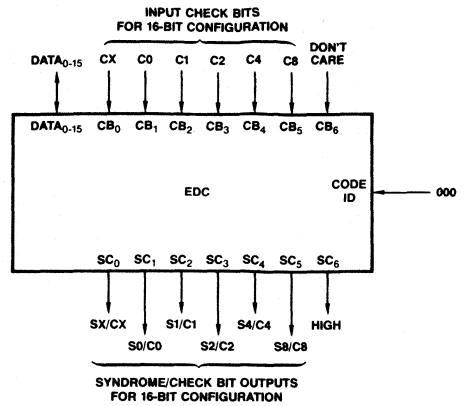 INPUT CHECK BITS
FOR 16-BIT CONFIGURATION
DATA0-15 CX C0 C1 C2 C4 C8 DON'T
CARE
DATA0-15 CB0 CB1 CB2 CB3 CB4 CB5 CB6
EDC
CODE
ID
000
SC0 SC1 SC2 SC3 SC4 SC5 SC6
SX/CX S1/C1 S4/C4 HIGH
S0/C0 S2/C2 S8/C8
SYNDROME/CHECK BIT OUTPUTS
FOR 16-BIT CONFIGURATION